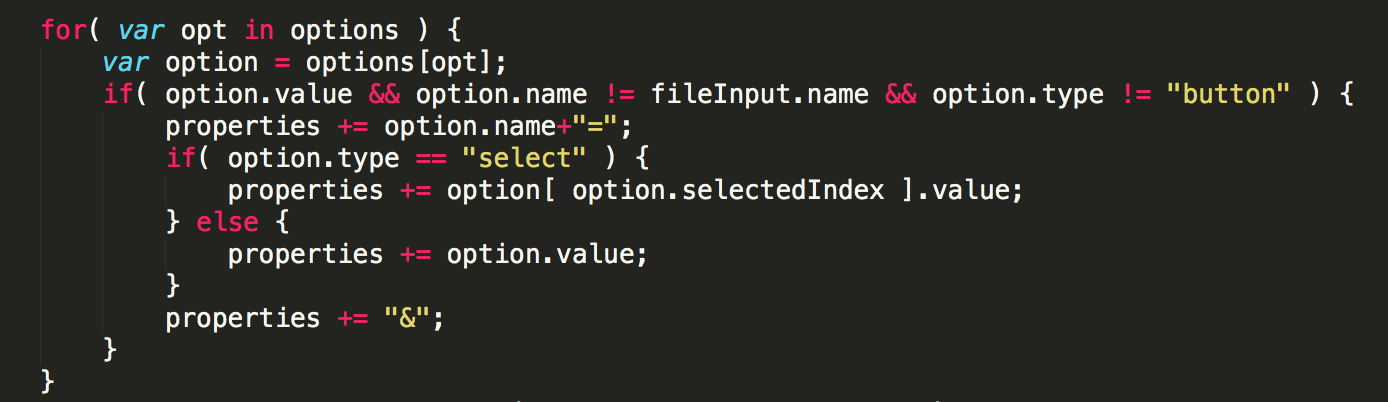 for( var opt in options ) {
    var option = options[opt];
    if( option.value && option.name != fileInput.name && option.type != "button" ) {
        properties += option.name+"=";
        if( option.type == "select" ) {
            properties += option[ option.selectedIndex ].value;
        } else {
            properties += option.value;
        }
        properties += "&";
    }
}